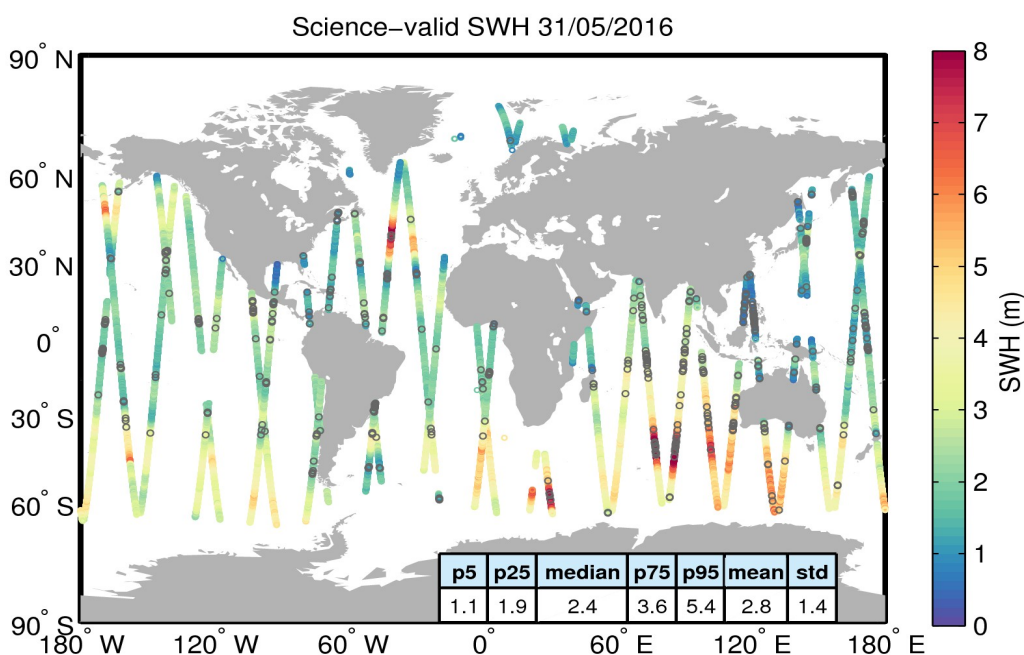 Science−valid SWH 31/05/2016
90° N
60° N
30° N
0°
30° S
60° S
90° S
180° W
120° W
60° W
0°
60° E
120° E
180° E
p5 p25 median p75 p95 mean std
1.1 1.9 2.4 3.6 5.4 2.8 1.4
8
7
6
5
4
3
2
1
0
SWH (m)